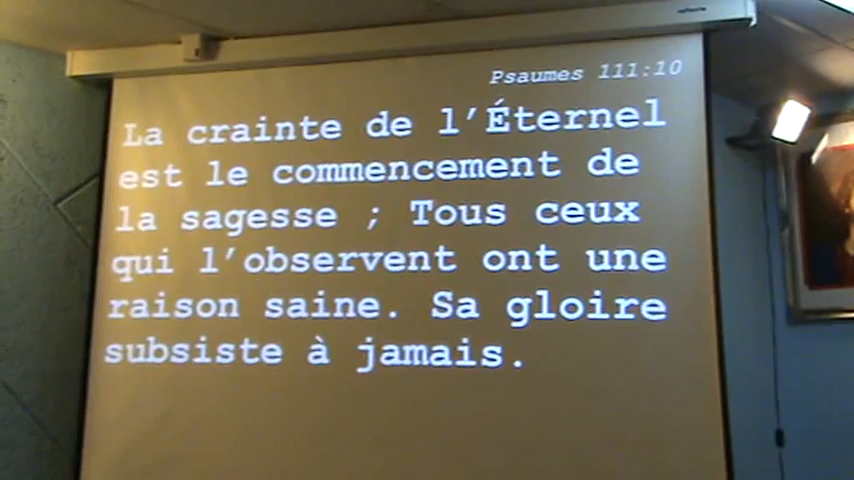 Psaumes 111:10
La crainte de l'Éternel
est le commencement de
la sagesse ; Tous ceux
qui l'observent ont une
raison saine. Sa gloire
subsiste à jamais.